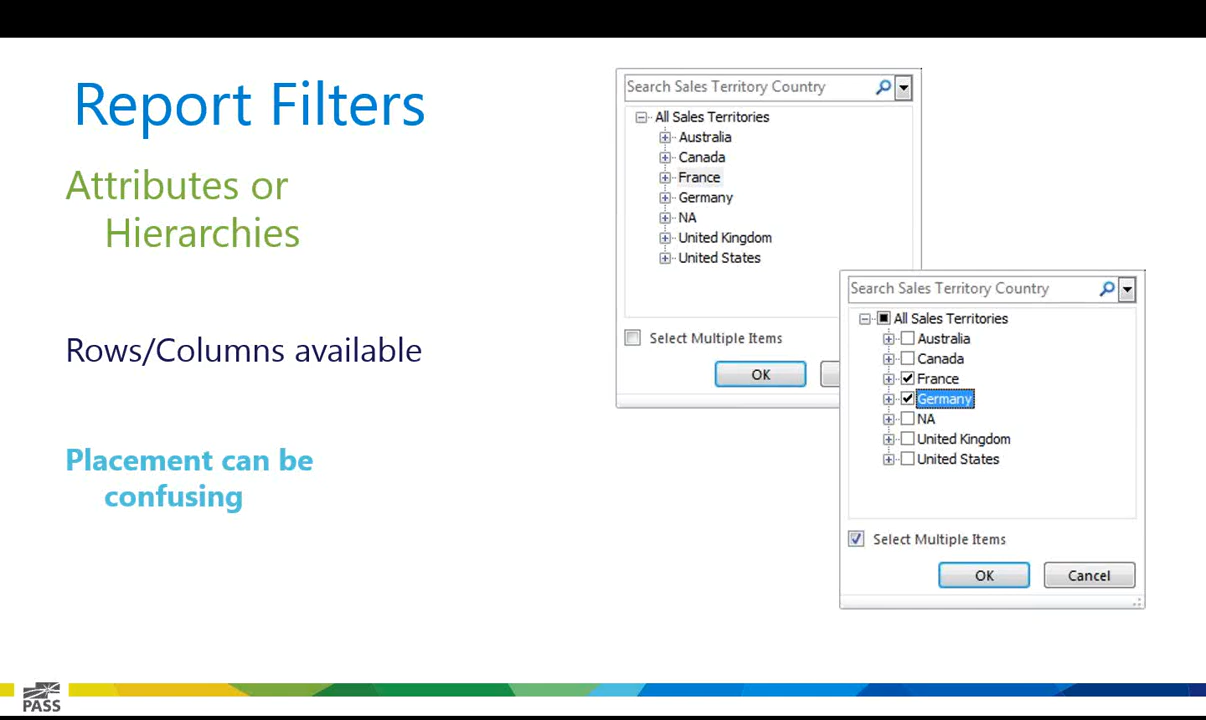 Report Filters
Attributes or
Hierarchies
Rows/Columns available
Placement can be
confusing
Search Sales Territory Country
All Sales Territories
Australia
Canada
France
Germany
NA
United Kingdom
United States
Select Multiple Items
OK
Search Sales Territory Country
All Sales Territories
Australia
Canada
France
Germany
NA
United Kingdom
United States
Select Multiple Items
OK
Cancel
PASS